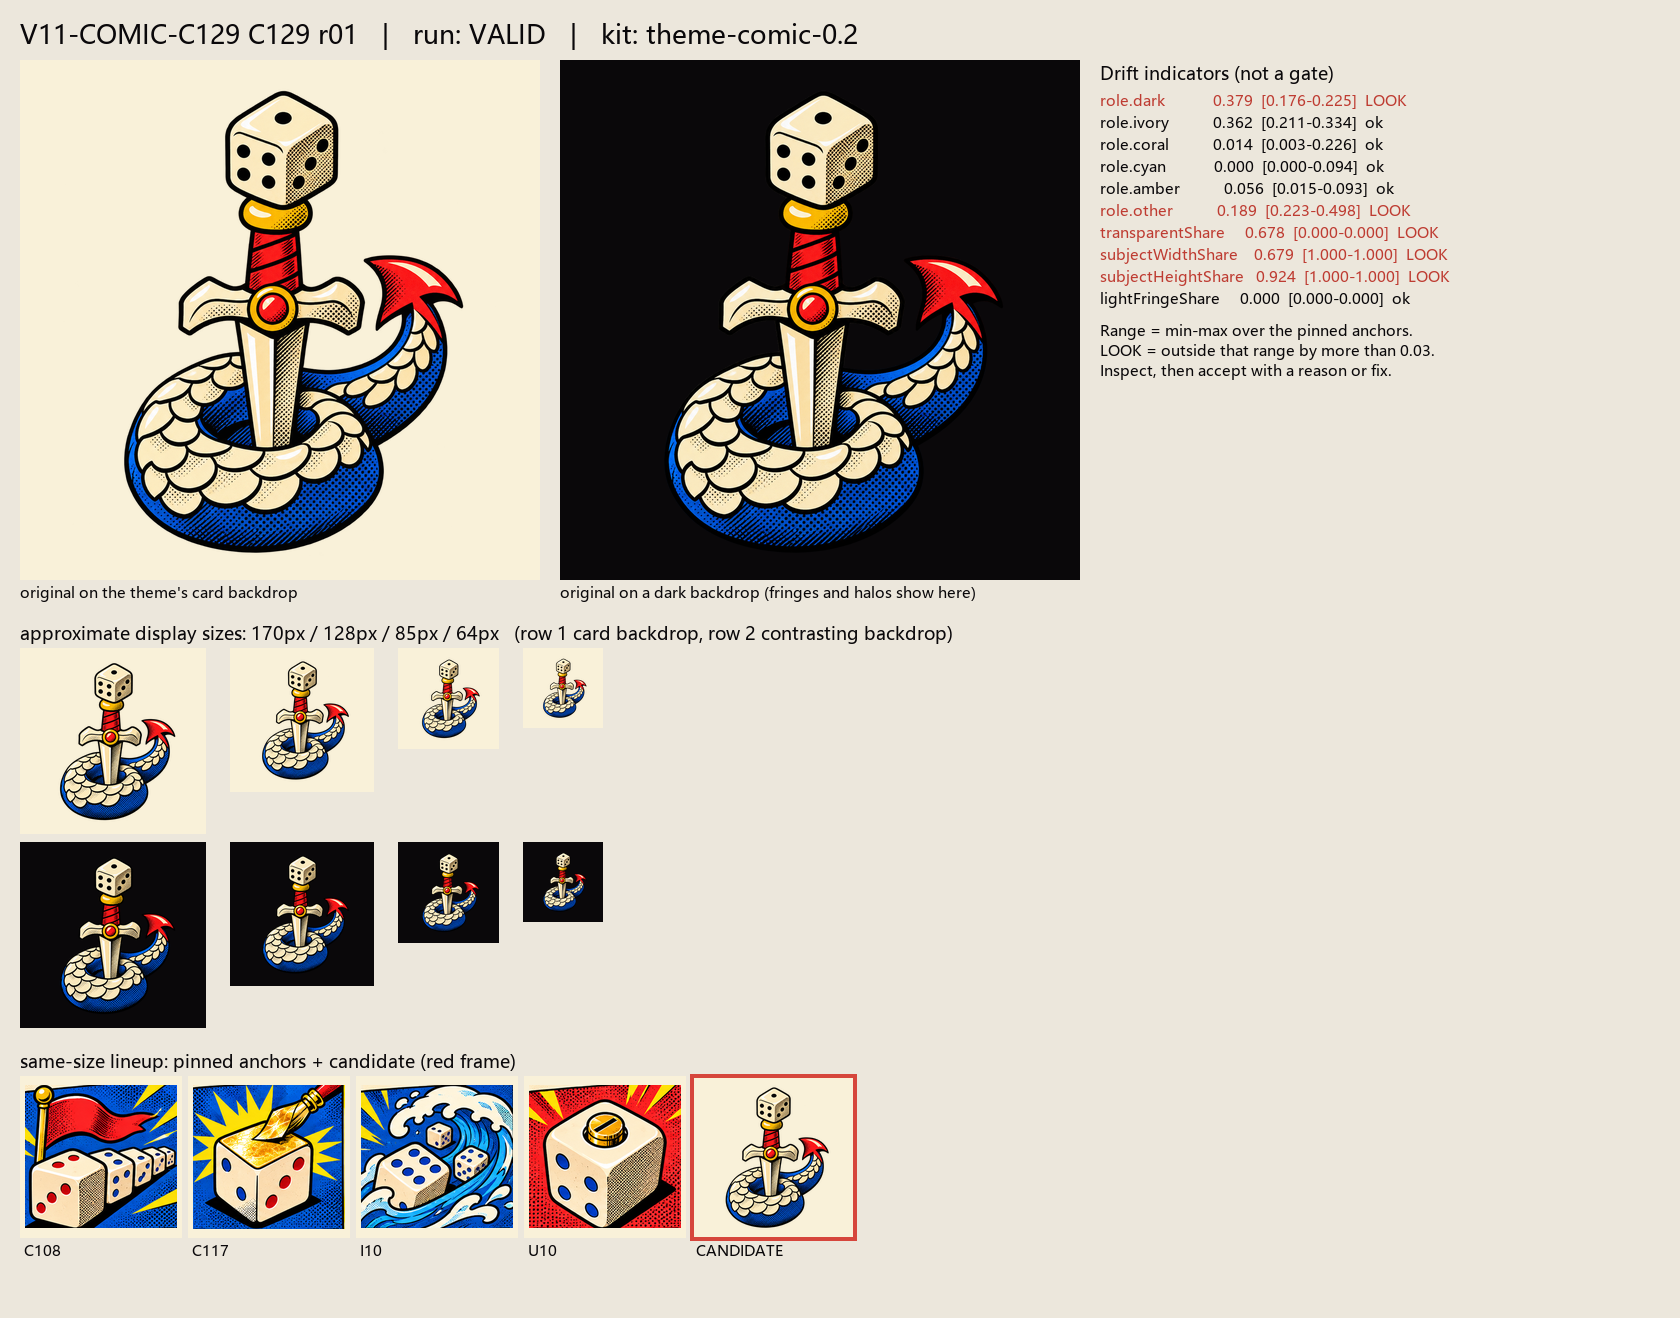 V11-COMIC-C129 C129 r01 | run: VALID | kit: theme-comic-0.2
Drift indicators (not a gate)
role.dark 0.379 [0.176-0.225] LOOK
role.ivory 0.362 [0.211-0.334] ok
role.coral 0.014 [0.003-0.226] ok
role.cyan 0.000 [0.000-0.094] ok
role.amber 0.056 [0.015-0.093] ok
role.other 0.189 [0.223-0.498] LOOK
transparentShare 0.678 [0.000-0.000] LOOK
subjectWidthShare 0.679 [1.000-1.000] LOOK
subjectHeightShare 0.924 [1.000-1.000] LOOK
lightFringeShare 0.000 [0.000-0.000] ok
Range = min-max over the pinned anchors.
LOOK = outside that range by more than 0.03.
Inspect, then accept with a reason or fix.
original on the theme's card backdrop
original on a dark backdrop (fringes and halos show here)
approximate display sizes: 170px / 128px / 85px / 64px (row 1 card backdrop, row 2 contrasting backdrop)
same-size lineup: pinned anchors + candidate (red frame)
C108
C117
I10
U10
CANDIDATE